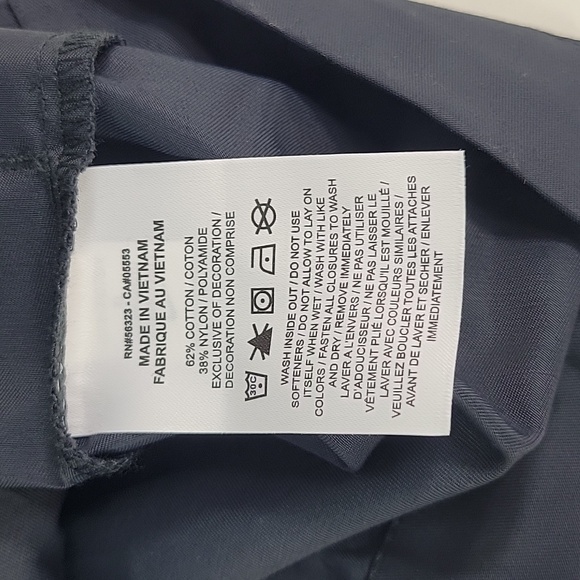 RN#56323 - CA#05553
MADE IN VIETNAM
FABRIQUE AU VIETNAM
62% COTTON / COTON
38% NYLON / POLYAMIDE
EXCLUSIVE OF DECORATION /
DECORATION NON COMPRISE
30C
WASH INSIDE OUT / DO NOT USE
SOFTENERS / DO NOT ALLOW TO LAY ON
ITSELF WHEN WET / WASH WITH LIKE
COLORS / FASTEN ALL CLOSURES TO WASH
AND DRY / REMOVE IMMEDIATELY
LAVER A L'ENVERS / NE PAS UTILISER
D'ADOUCISSEUR / NE PAS LAISSER LE
VÊTEMENT PLIÉ LORSQU'IL EST MOUILLÉ /
LAVER AVEC COULEURS SIMILAIRES /
VEUILLEZ BOUCLER TOUTES LES ATTACHES
AVANT DE LAVER ET SECHER / ENLEVER
IMMEDIATEMENT